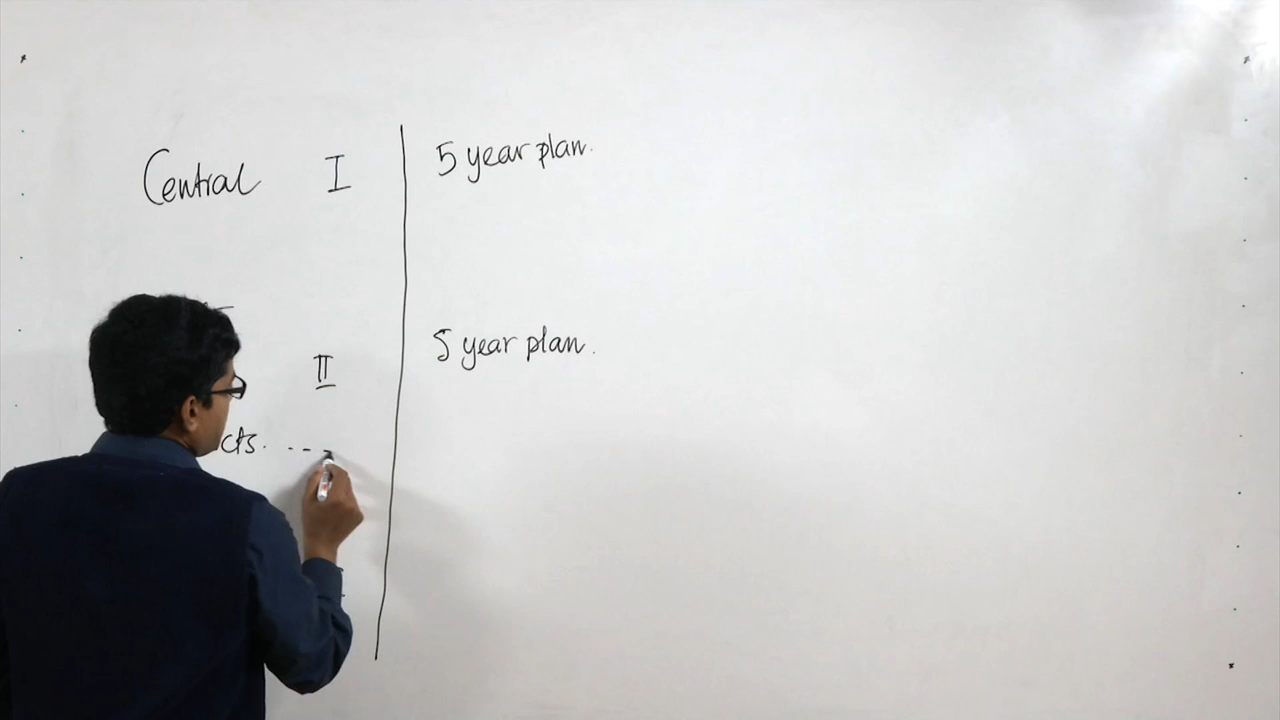 Central I 5 year plan.
II 5 year plan.
cts. ---